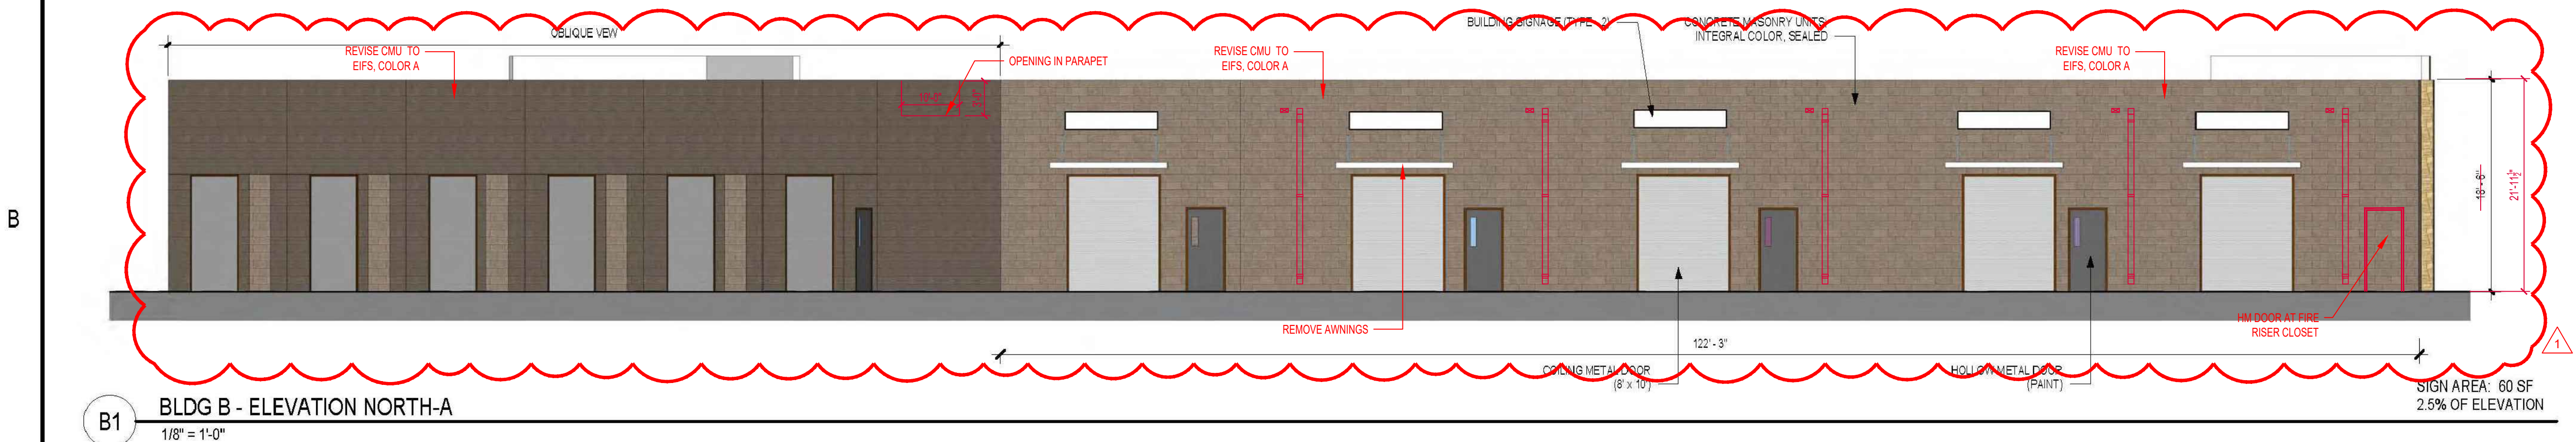 OBLIQUE VEW
BUILDING SIGNAGE (TYPE - 2)
CONCRETE MASONRY UNITS
INTEGRAL COLOR, SEALED
REVISE CMU TO
EIFS, COLOR A
OPENING IN PARAPET
REVISE CMU TO
EIFS, COLOR A
REVISE CMU TO
EIFS, COLOR A
18' - 6"
21'-11½"
B
REMOVE AWNINGS
HM DOOR AT FIRE
RISER CLOSET
1
122' - 3"
COILING METAL DOOR
(8' x 10')
HOLLOW METAL DOOR
(PAINT)
SIGN AREA: 60 SF
2.5% OF ELEVATION
B1
BLDG B - ELEVATION NORTH-A
1/8" = 1'-0"